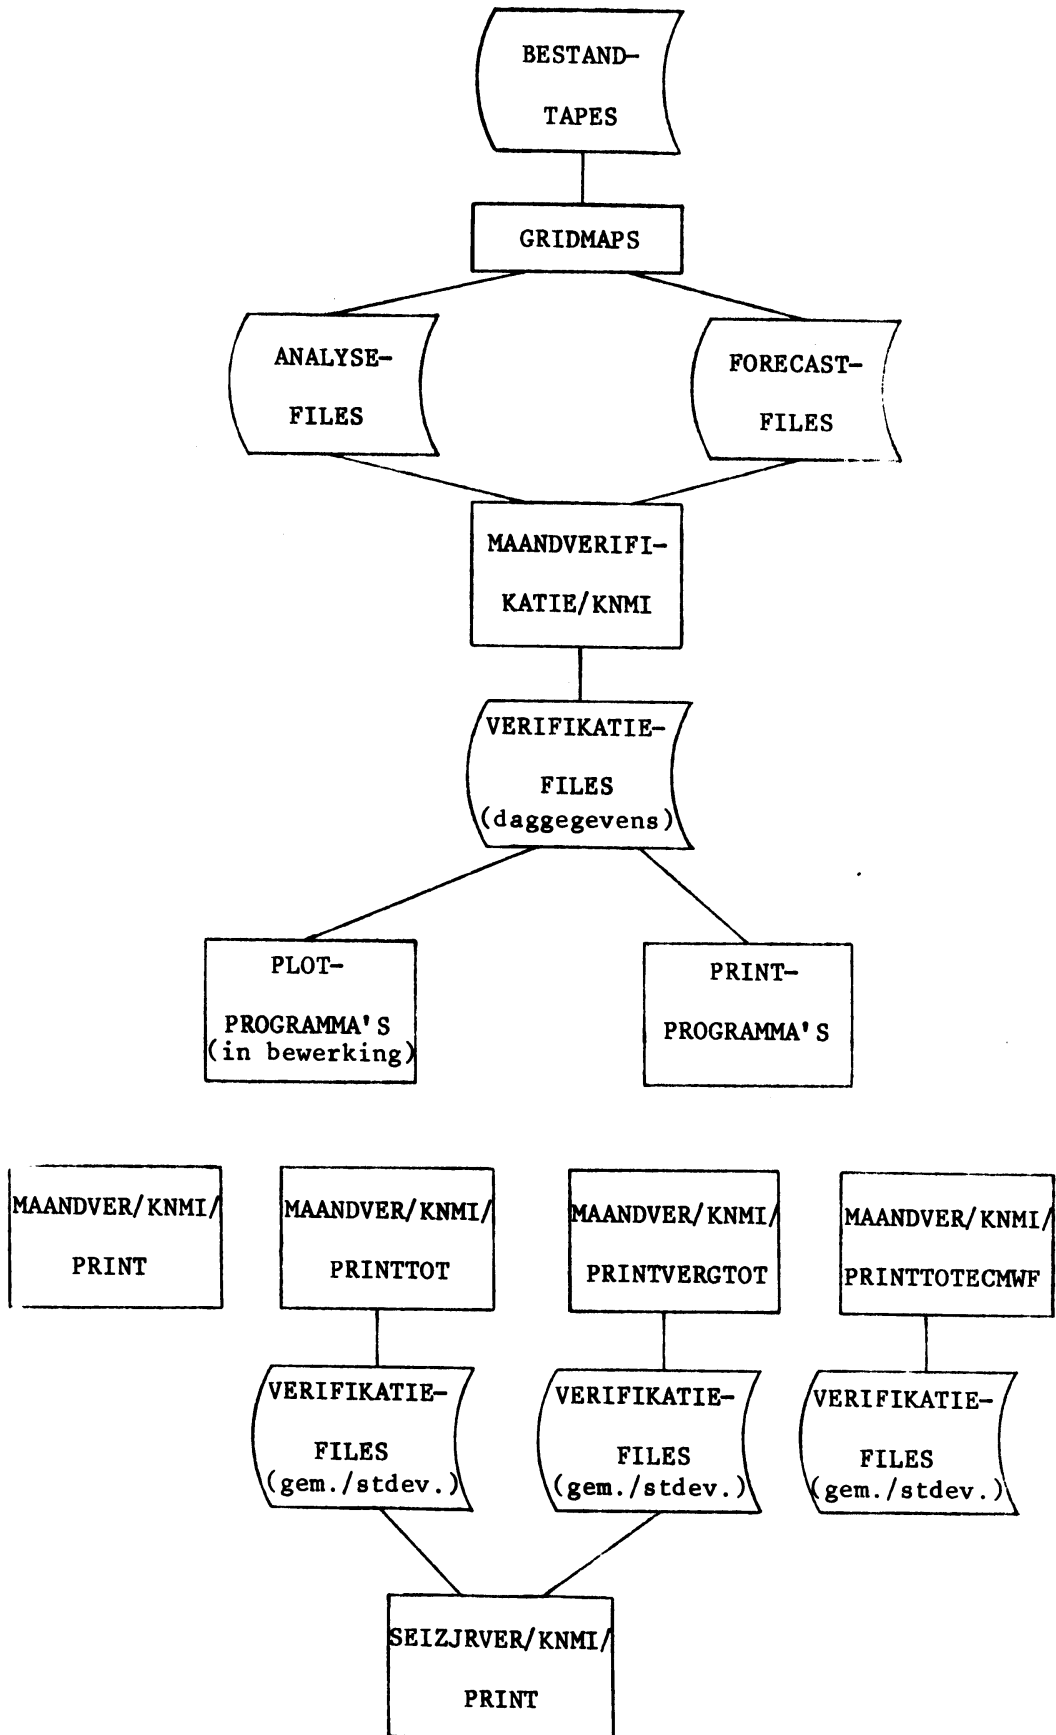 BESTAND-
TAPES
GRIDMAPS
ANALYSE-
FILES
FORECAST-
FILES
MAANDVERIFI-
KATIE/KNMI
VERIFIKATIE-
FILES
(daggegevens)
PLOT-
PROGRAMMA'S
(in bewerking)
PRINT-
PROGRAMMA'S
MAANDVER/KNMI/
PRINT
MAANDVER/KNMI/
PRINTTOT
MAANDVER/KNMI/
PRINTVERGTOT
MAANDVER/KNMI/
PRINTTOTECMWF
VERIFIKATIE-
FILES
(gem./stdev.)
VERIFIKATIE-
FILES
(gem./stdev.)
VERIFIKATIE-
FILES
(gem./stdev.)
SEIZJRVER/KNMI/
PRINT